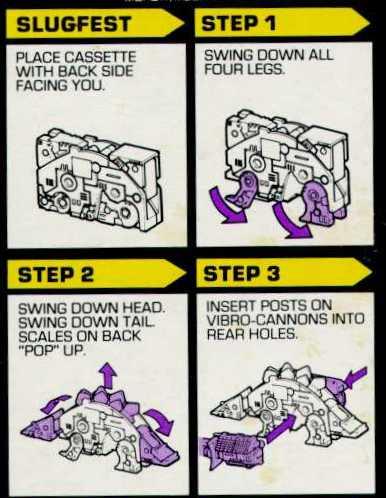 SLUGFEST
PLACE CASSETTE
WITH BACK SIDE
FACING YOU.
STEP 1
SWING DOWN ALL
FOUR LEGS.
STEP 2
SWING DOWN HEAD.
SWING DOWN TAIL.
SCALES ON BACK
"POP" UP.
STEP 3
INSERT POSTS ON
VIBRO-CANNONS INTO
REAR HOLES.